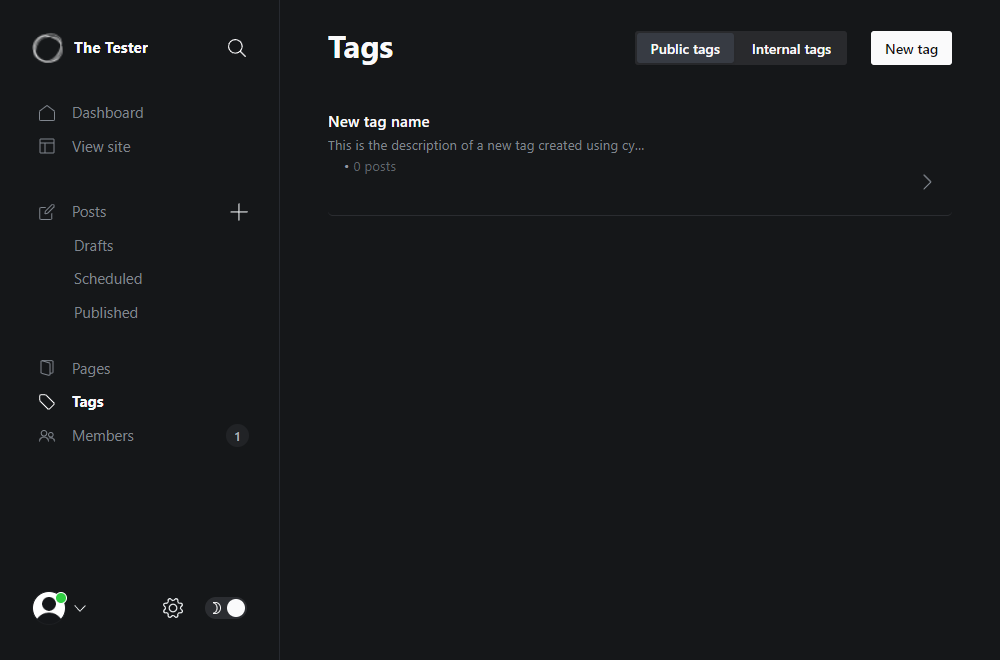 The Tester
Dashboard
View site
Posts
Drafts
Scheduled
Published
Pages
Tags
Members
1
Tags
Public tags
Internal tags
New tag
New tag name
This is the description of a new tag created using cy...
• 0 posts